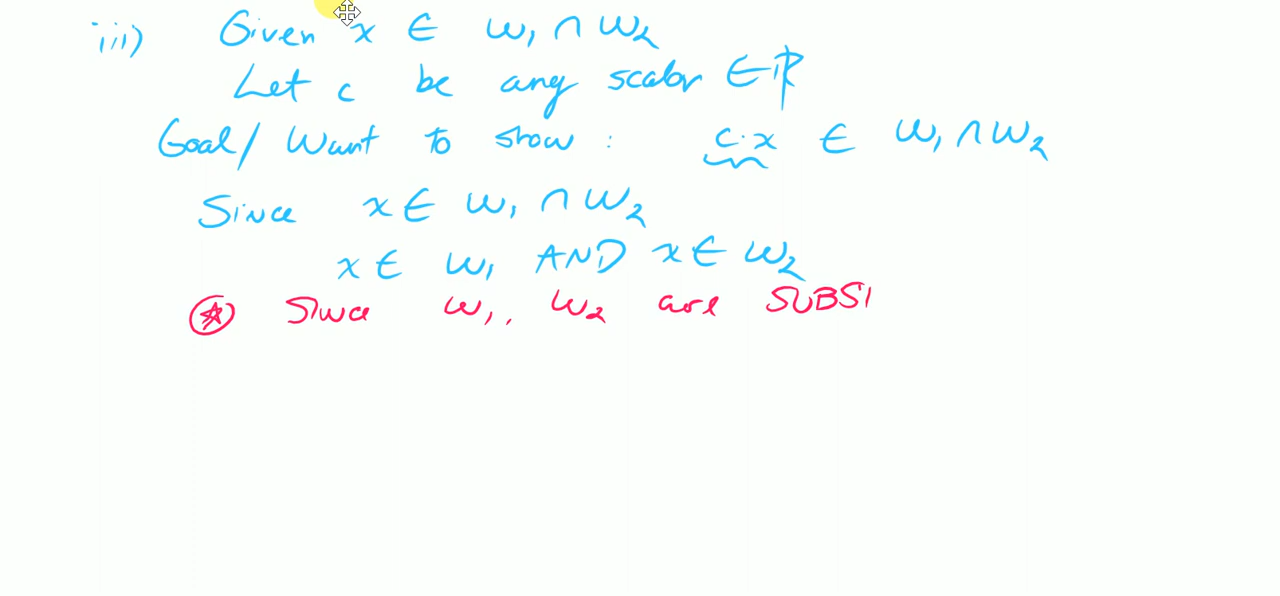 iii) Given x ∈ W₁ ∩ W₂
Let c be any scalar ∈ ℝ
Goal/ Want to show : c·x ∈ W₁ ∩ W₂
Since x ∈ W₁ ∩ W₂
x ∈ W₁ AND x ∈ W₂
⊛ Since W₁, W₂ are SUBSI